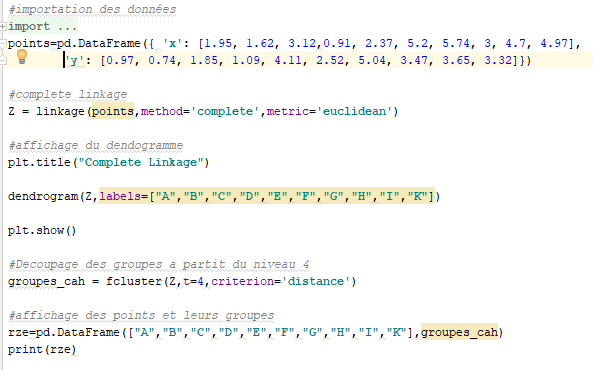 #importation des données
import ...
points=pd.DataFrame({ 'x': [1.95, 1.62, 3.12,0.91, 2.37, 5.2, 5.74, 3, 4.7, 4.97],
'y': [0.97, 0.74, 1.85, 1.09, 4.11, 2.52, 5.04, 3.47, 3.65, 3.32]})
#complete linkage
Z = linkage(points,method='complete',metric='euclidean')
#affichage du dendogramme
plt.title("Complete Linkage")
dendrogram(Z,labels=["A","B","C","D","E","F","G","H","I","K"])
plt.show()
#Decoupage des groupes a partit du niveau 4
groupes_cah = fcluster(Z,t=4,criterion='distance')
#affichage des points et leurs groupes
rze=pd.DataFrame(["A","B","C","D","E","F","G","H","I","K"],groupes_cah)
print(rze)